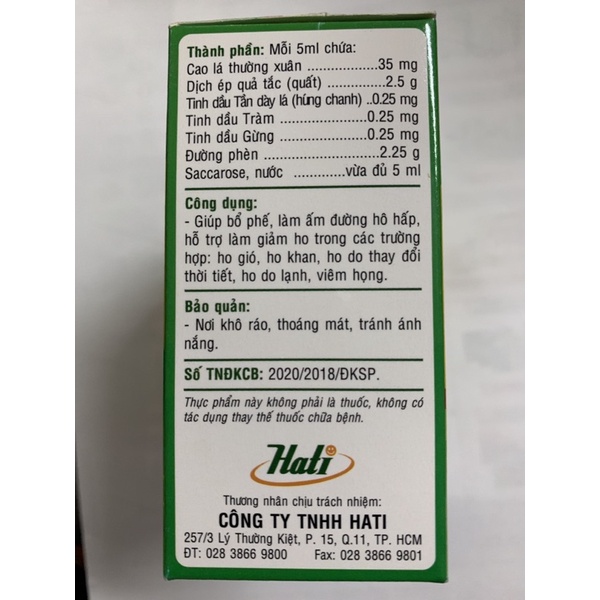 Thành phần: Mỗi 5ml chứa:
Cao lá thường xuân ................35 mg
Dịch ép quả tắc (quất) ..............2.5 g
Tinh dầu Tần dày lá (húng chanh) ..0.25 mg
Tinh dầu Tràm ....................0.25 mg
Tinh dầu Gừng ...................0.25 mg
Đường phèn .......................2.25 g
Saccarose, nước ............vừa đủ 5 ml
Công dụng:
- Giúp bổ phế, làm ấm đường hô hấp,
hỗ trợ làm giảm ho trong các trường
hợp: ho gió, ho khan, ho do thay đổi
thời tiết, ho do lạnh, viêm họng.
Bảo quản:
- Nơi khô ráo, thoáng mát, tránh ánh
nắng.
Số TNĐKCB: 2020/2018/ĐKSP.
Thực phẩm này không phải là thuốc, không có
tác dụng thay thế thuốc chữa bệnh.
Hati
Thương nhân chịu trách nhiệm:
CÔNG TY TNHH HATI
257/3 Lý Thường Kiệt, P. 15, Q.11, TP. HCM
ĐT: 028 3866 9800 Fax: 028 3866 9801